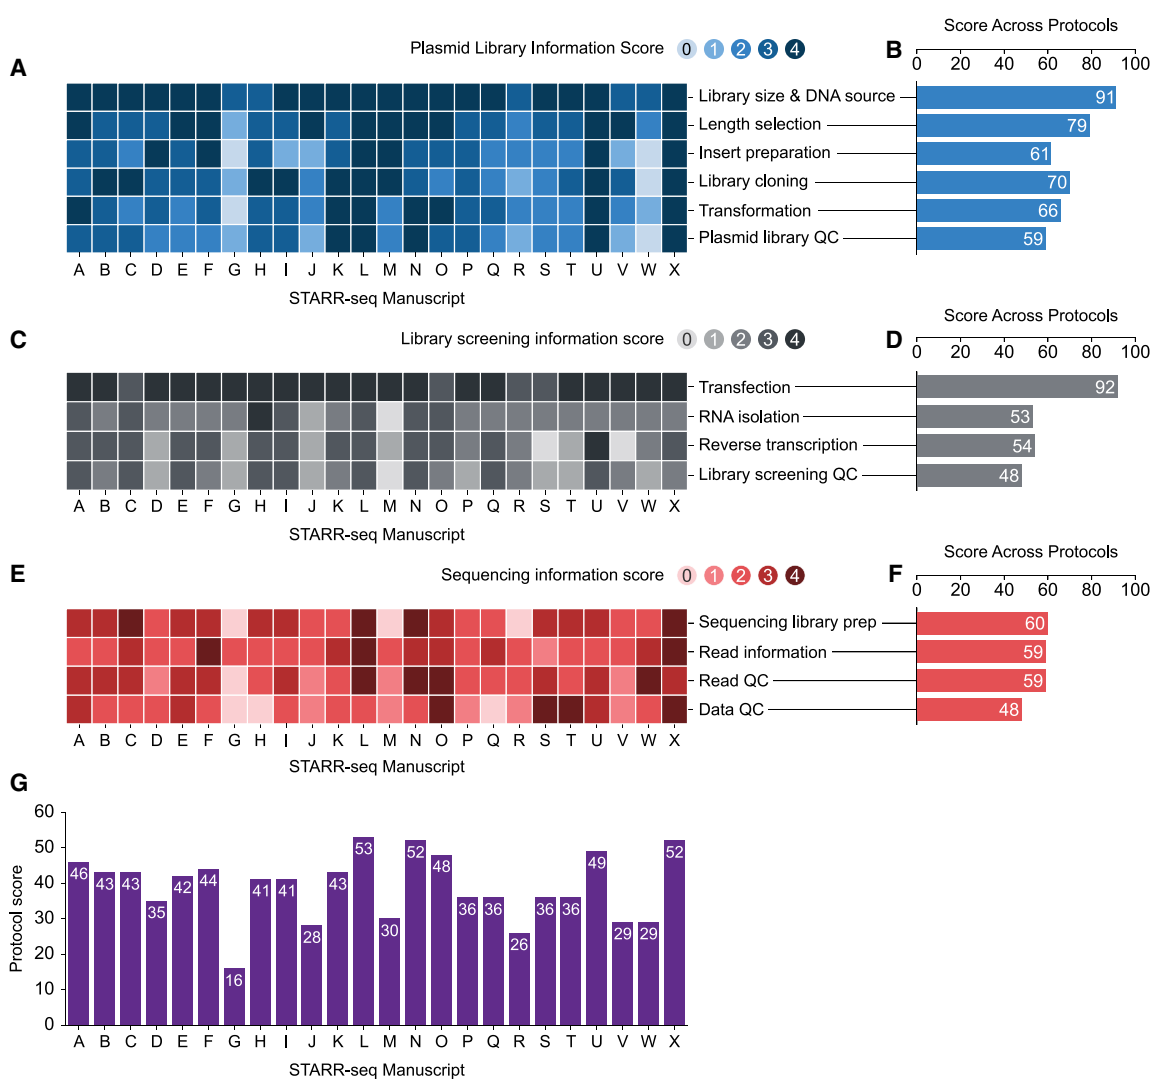 A
Plasmid Library Information Score 0 1 2 3 4
B
Score Across Protocols
0 20 40 60 80 100
Library size & DNA source 91
Length selection 79
Insert preparation 61
Library cloning 70
Transformation 66
Plasmid library QC 59
A B C D E F G H I J K L M N O P Q R S T U V W X
STARR-seq Manuscript
C
Library screening information score 0 1 2 3 4
D
Score Across Protocols
0 20 40 60 80 100
Transfection 92
RNA isolation 53
Reverse transcription 54
Library screening QC 48
A B C D E F G H I J K L M N O P Q R S T U V W X
STARR-seq Manuscript
E
Sequencing information score 0 1 2 3 4
F
Score Across Protocols
0 20 40 60 80 100
Sequencing library prep 60
Read information 59
Read QC 59
Data QC 48
A B C D E F G H I J K L M N O P Q R S T U V W X
STARR-seq Manuscript
G
Protocol score
60
50
40
30
20
10
0
46 43 43 35 42 44 16 41 41 28 43 53 30 52 48 36 36 26 36 36 49 29 29 52
A B C D E F G H I J K L M N O P Q R S T U V W X
STARR-seq Manuscript